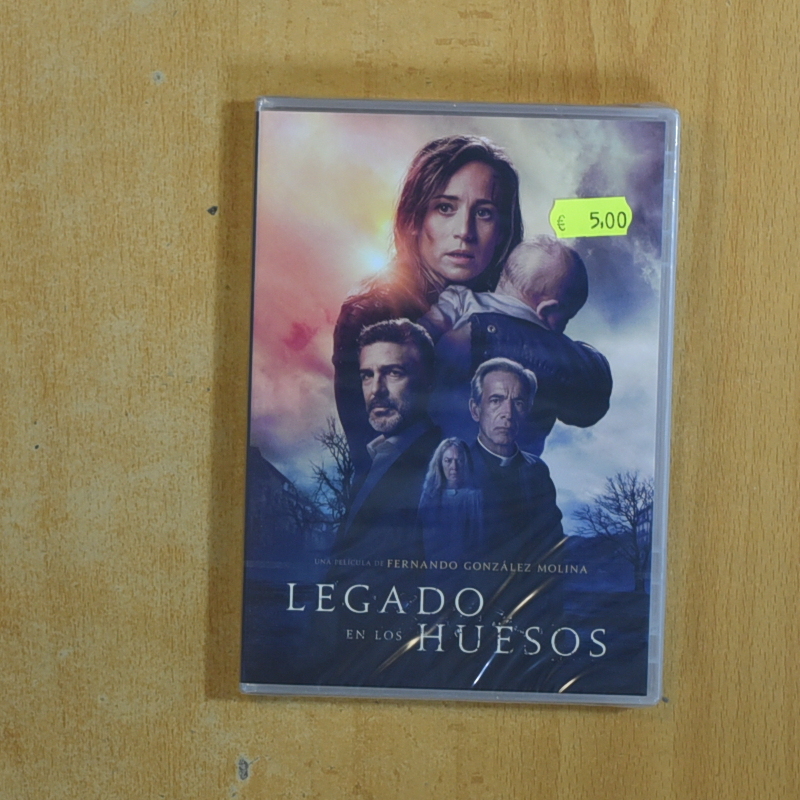 € 5,00
UNA PELÍCULA DE FERNANDO GONZÁLEZ MOLINA
LEGADO
EN LOS HUESOS